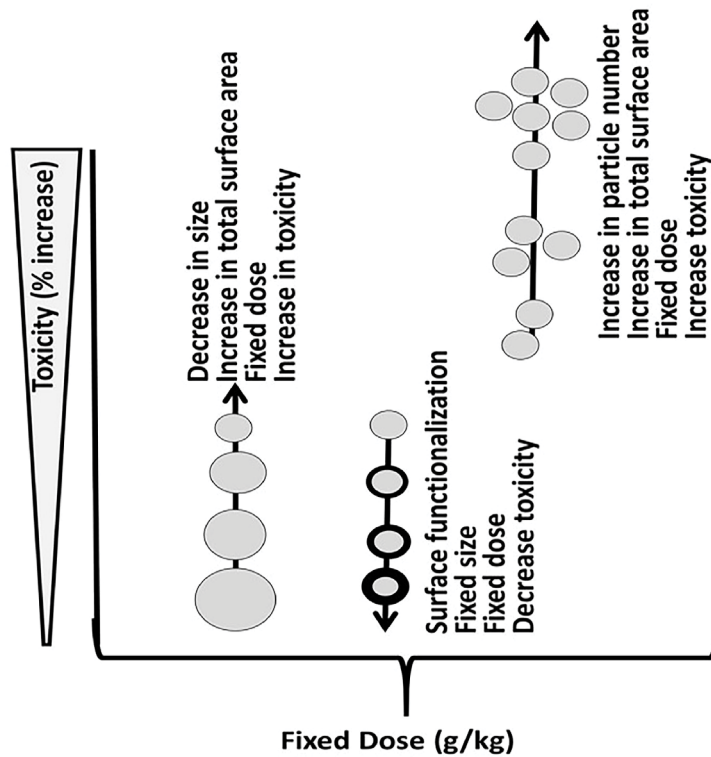 Toxicity (% increase)
Decrease in size
Increase in total surface area
Fixed dose
Increase in toxicity
Surface functionalization
Fixed size
Fixed dose
Decrease toxicity
Increase in particle number
Increase in total surface area
Fixed dose
Increase toxicity
Fixed Dose (g/kg)